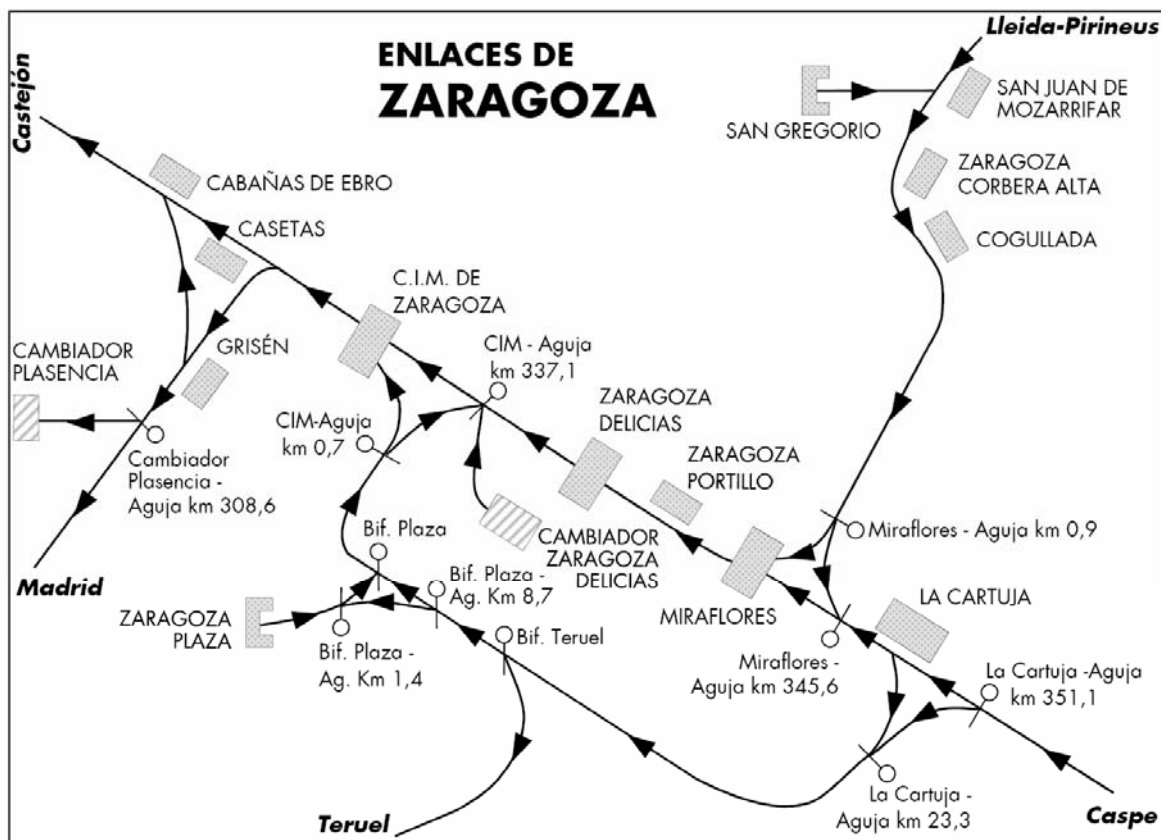 ENLACES DE
ZARAGOZA
Lleida-Pirineus
Castejón
SAN GREGORIO
SAN JUAN DE
MOZARRIFAR
ZARAGOZA
CORBERA ALTA
COGULLADA
CABAÑAS DE EBRO
CASETAS
C.I.M. DE
ZARAGOZA
CAMBIADOR
PLASENCIA
GRISÉN
CIM - Aguja
km 337,1
CIM-Aguja
km 0,7
ZARAGOZA
DELICIAS
ZARAGOZA
PORTILLO
Cambiador
Plasencia -
Aguja km 308,6
Madrid
Bif. Plaza
CAMBIADOR
ZARAGOZA
DELICIAS
Miraflores - Aguja km 0,9
Bif. Plaza -
Ag. Km 8,7
ZARAGOZA
PLAZA
MIRAFLORES
LA CARTUJA
Bif. Teruel
Bif. Plaza -
Ag. Km 1,4
Miraflores -
Aguja km 345,6
La Cartuja -Aguja
km 351,1
La Cartuja -
Aguja km 23,3
Teruel
Caspe